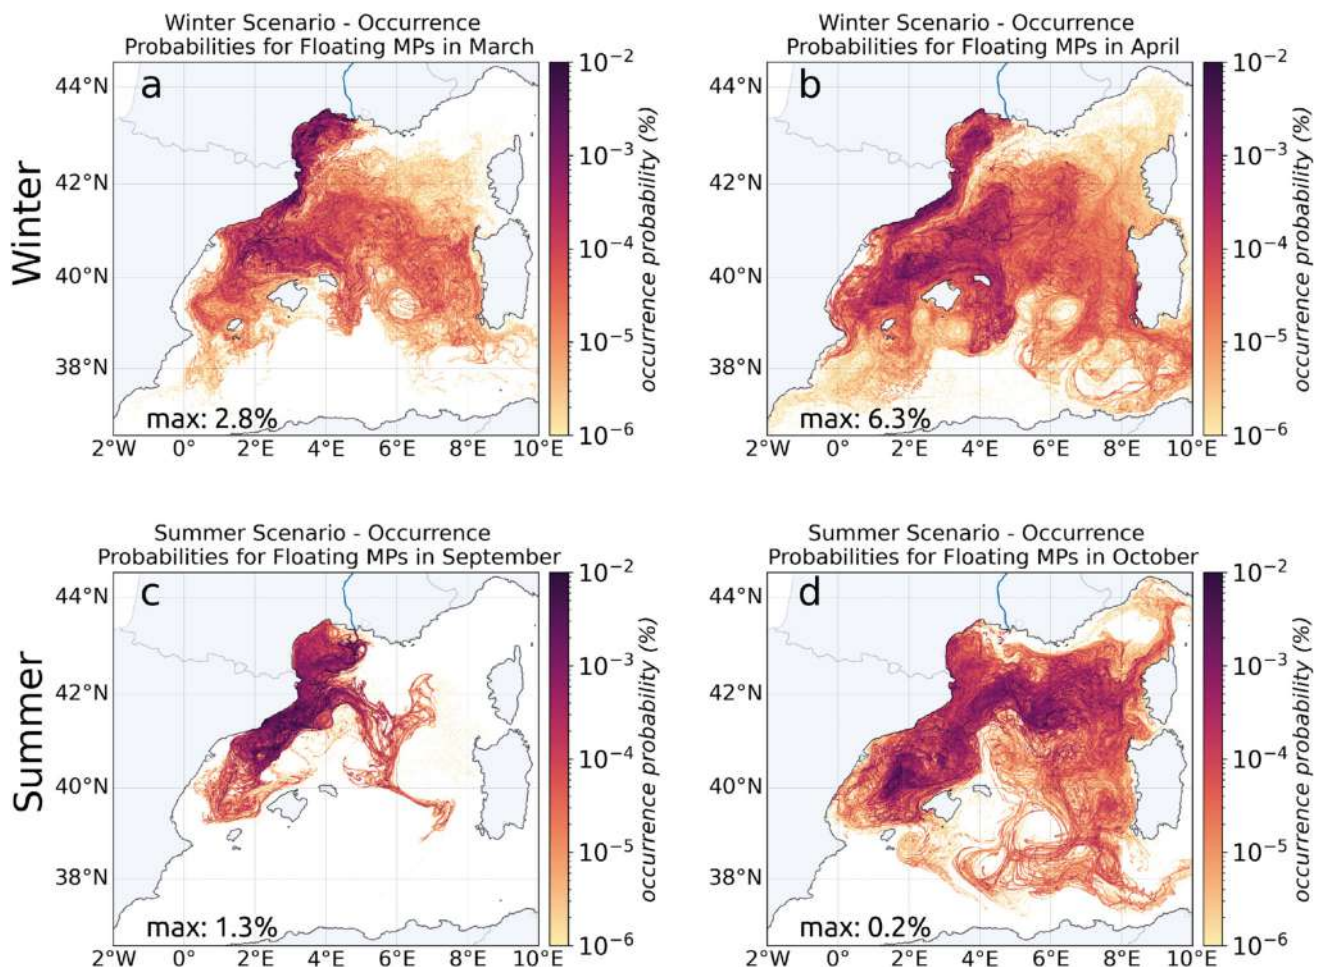 Winter Scenario - Occurrence
Probabilities for Floating MPs in March
a
44°N
42°N
40°N
38°N
2°W 0° 2°E 4°E 6°E 8°E 10°E
max: 2.8%
10⁻²
10⁻³
10⁻⁴
10⁻⁵
10⁻⁶
occurrence probability (%)
Winter Scenario - Occurrence
Probabilities for Floating MPs in April
b
44°N
42°N
40°N
38°N
2°W 0° 2°E 4°E 6°E 8°E 10°E
max: 6.3%
10⁻²
10⁻³
10⁻⁴
10⁻⁵
10⁻⁶
occurrence probability (%)
Winter
Summer Scenario - Occurrence
Probabilities for Floating MPs in September
c
44°N
42°N
40°N
38°N
2°W 0° 2°E 4°E 6°E 8°E 10°E
max: 1.3%
10⁻²
10⁻³
10⁻⁴
10⁻⁵
10⁻⁶
occurrence probability (%)
Summer Scenario - Occurrence
Probabilities for Floating MPs in October
d
44°N
42°N
40°N
38°N
2°W 0° 2°E 4°E 6°E 8°E 10°E
max: 0.2%
10⁻²
10⁻³
10⁻⁴
10⁻⁵
10⁻⁶
occurrence probability (%)
Summer